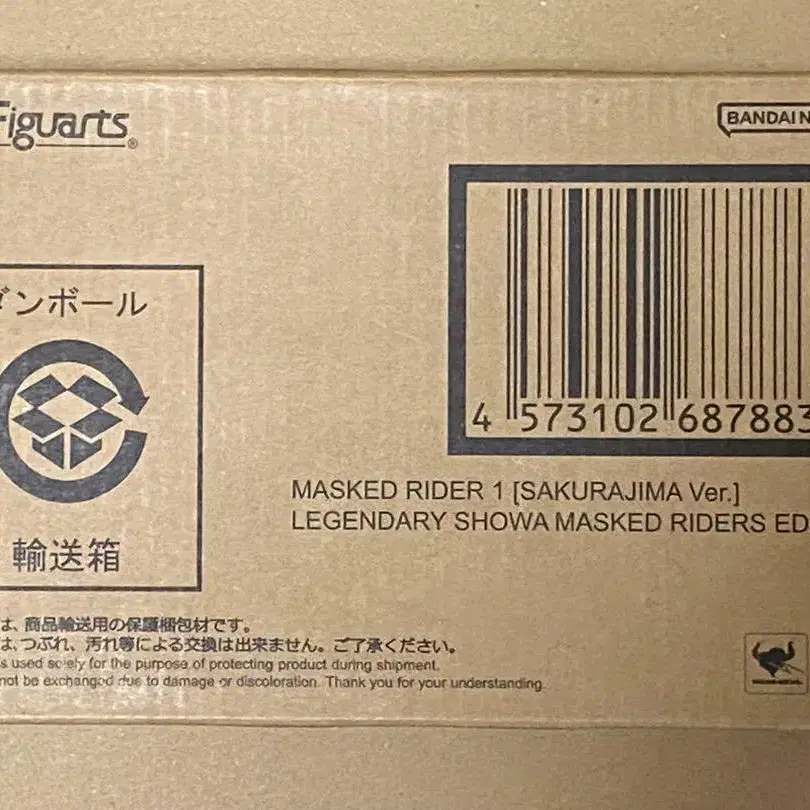 Figuarts®
BANDAI N
ダンボール
輸送箱
4 573102 687883
MASKED RIDER 1 [SAKURAJIMA Ver.]
LEGENDARY SHOWA MASKED RIDERS ED
は、商品輸送用の保護梱包材です。
は、つぶれ、汚れ等による交換は出来ません。ご了承ください。
s used solely for the purpose of protecting product during shipment.
not be exchanged due to damage or discoloration. Thank you for your understanding.